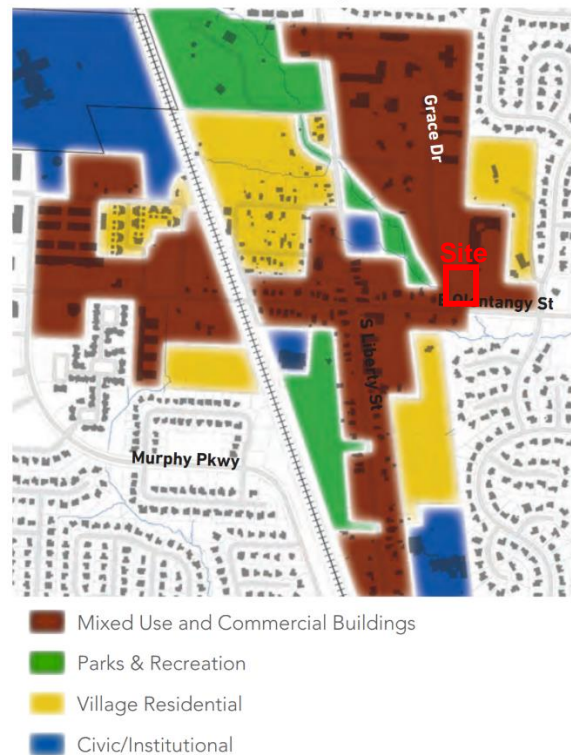 Grace Dr
Site
E Olentangy St
S Liberty St
Murphy Pkwy
Mixed Use and Commercial Buildings
Parks & Recreation
Village Residential
Civic/Institutional